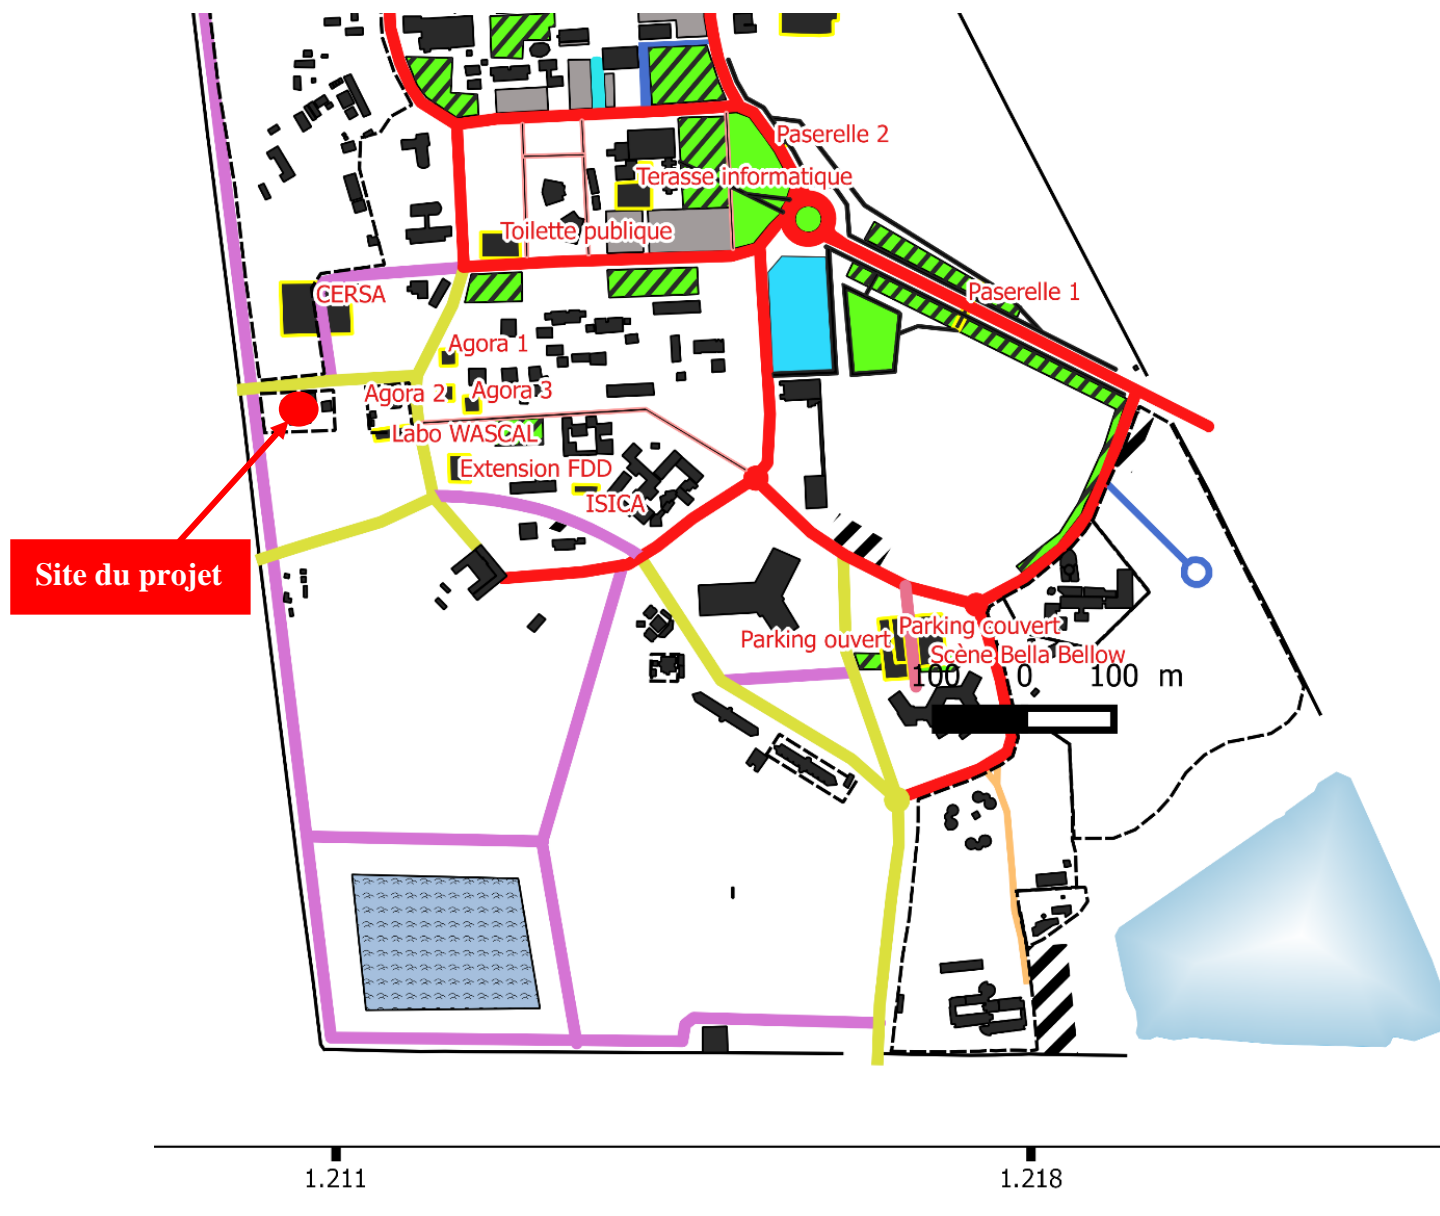 Paserelle 2
Terasse informatique
Toilette publique
CERSA
Paserelle 1
Agora 1
Agora 2
Agora 3
Labo WASCAL
Extension FDD
ISICA
Site du projet
Parking couvert
Parking ouvert
Scène Bella Bellow
100 0 100 m
1.211
1.218